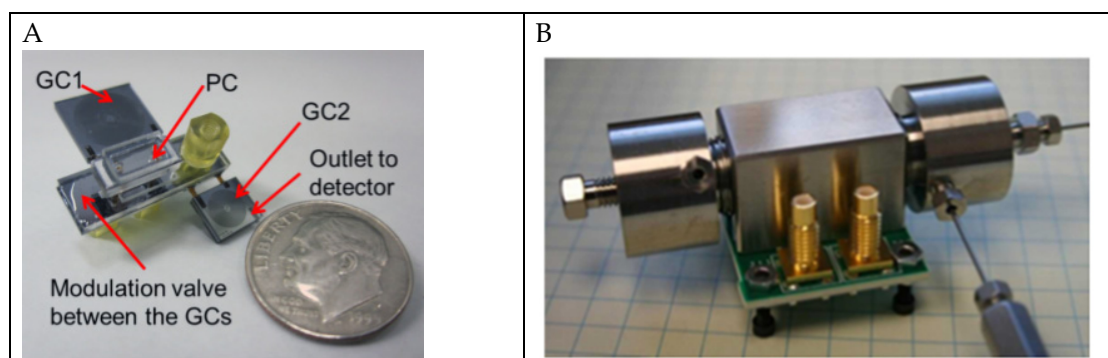 A
GC1
PC
GC2
Outlet to
detector
Modulation valve
between the GCs
LIBERTY
B